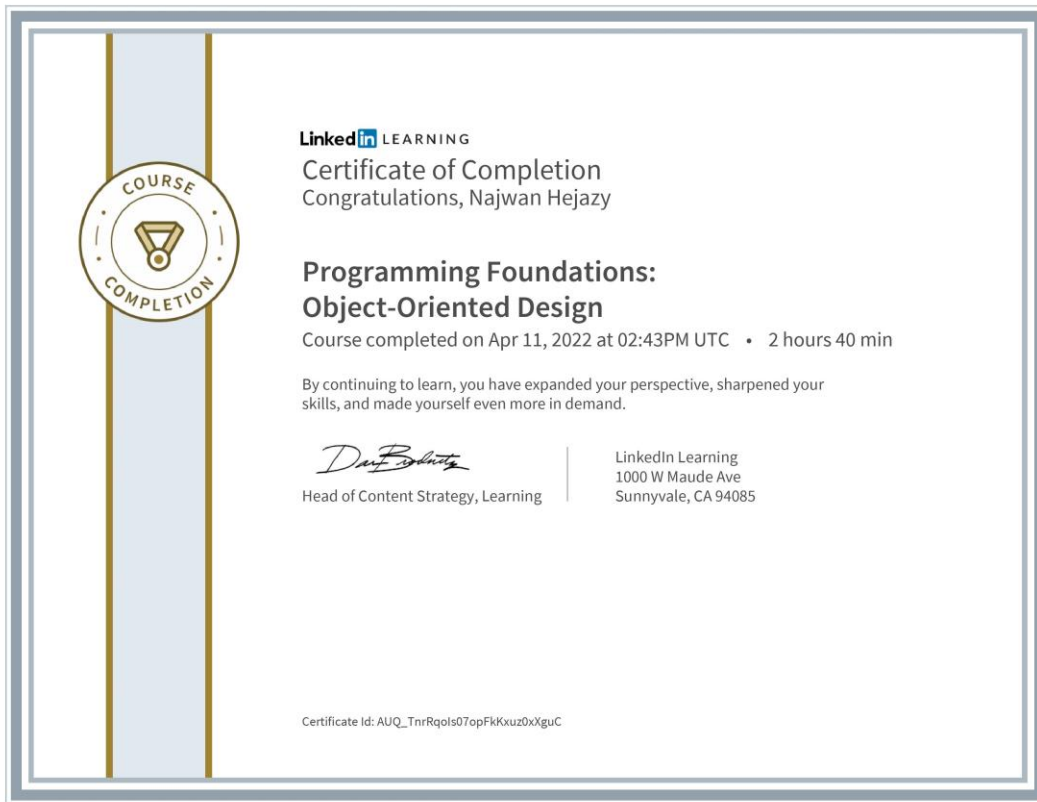 COURSE
COMPLETION
Linked in LEARNING
Certificate of Completion
Congratulations, Najwan Hejazy
Programming Foundations:
Object-Oriented Design
Course completed on Apr 11, 2022 at 02:43PM UTC • 2 hours 40 min
By continuing to learn, you have expanded your perspective, sharpened your
skills, and made yourself even more in demand.
Head of Content Strategy, Learning
LinkedIn Learning
1000 W Maude Ave
Sunnyvale, CA 94085
Certificate Id: AUQ_TnrRqoIs07opFkKxuz0xXguC